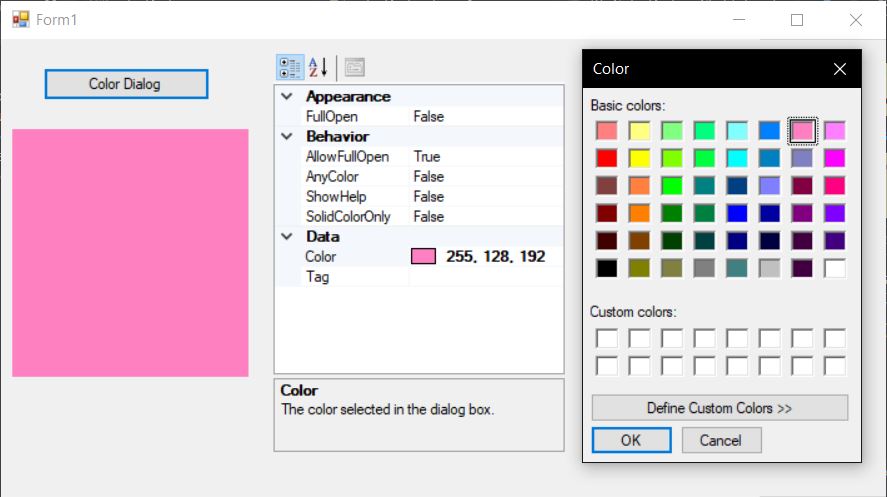 Form1
Color Dialog
Appearance
FullOpen False
Behavior
AllowFullOpen True
AnyColor False
ShowHelp False
SolidColorOnly False
Data
Color 255, 128, 192
Tag
Color
The color selected in the dialog box.
Color
Basic colors:
Custom colors:
Define Custom Colors >>
OK Cancel